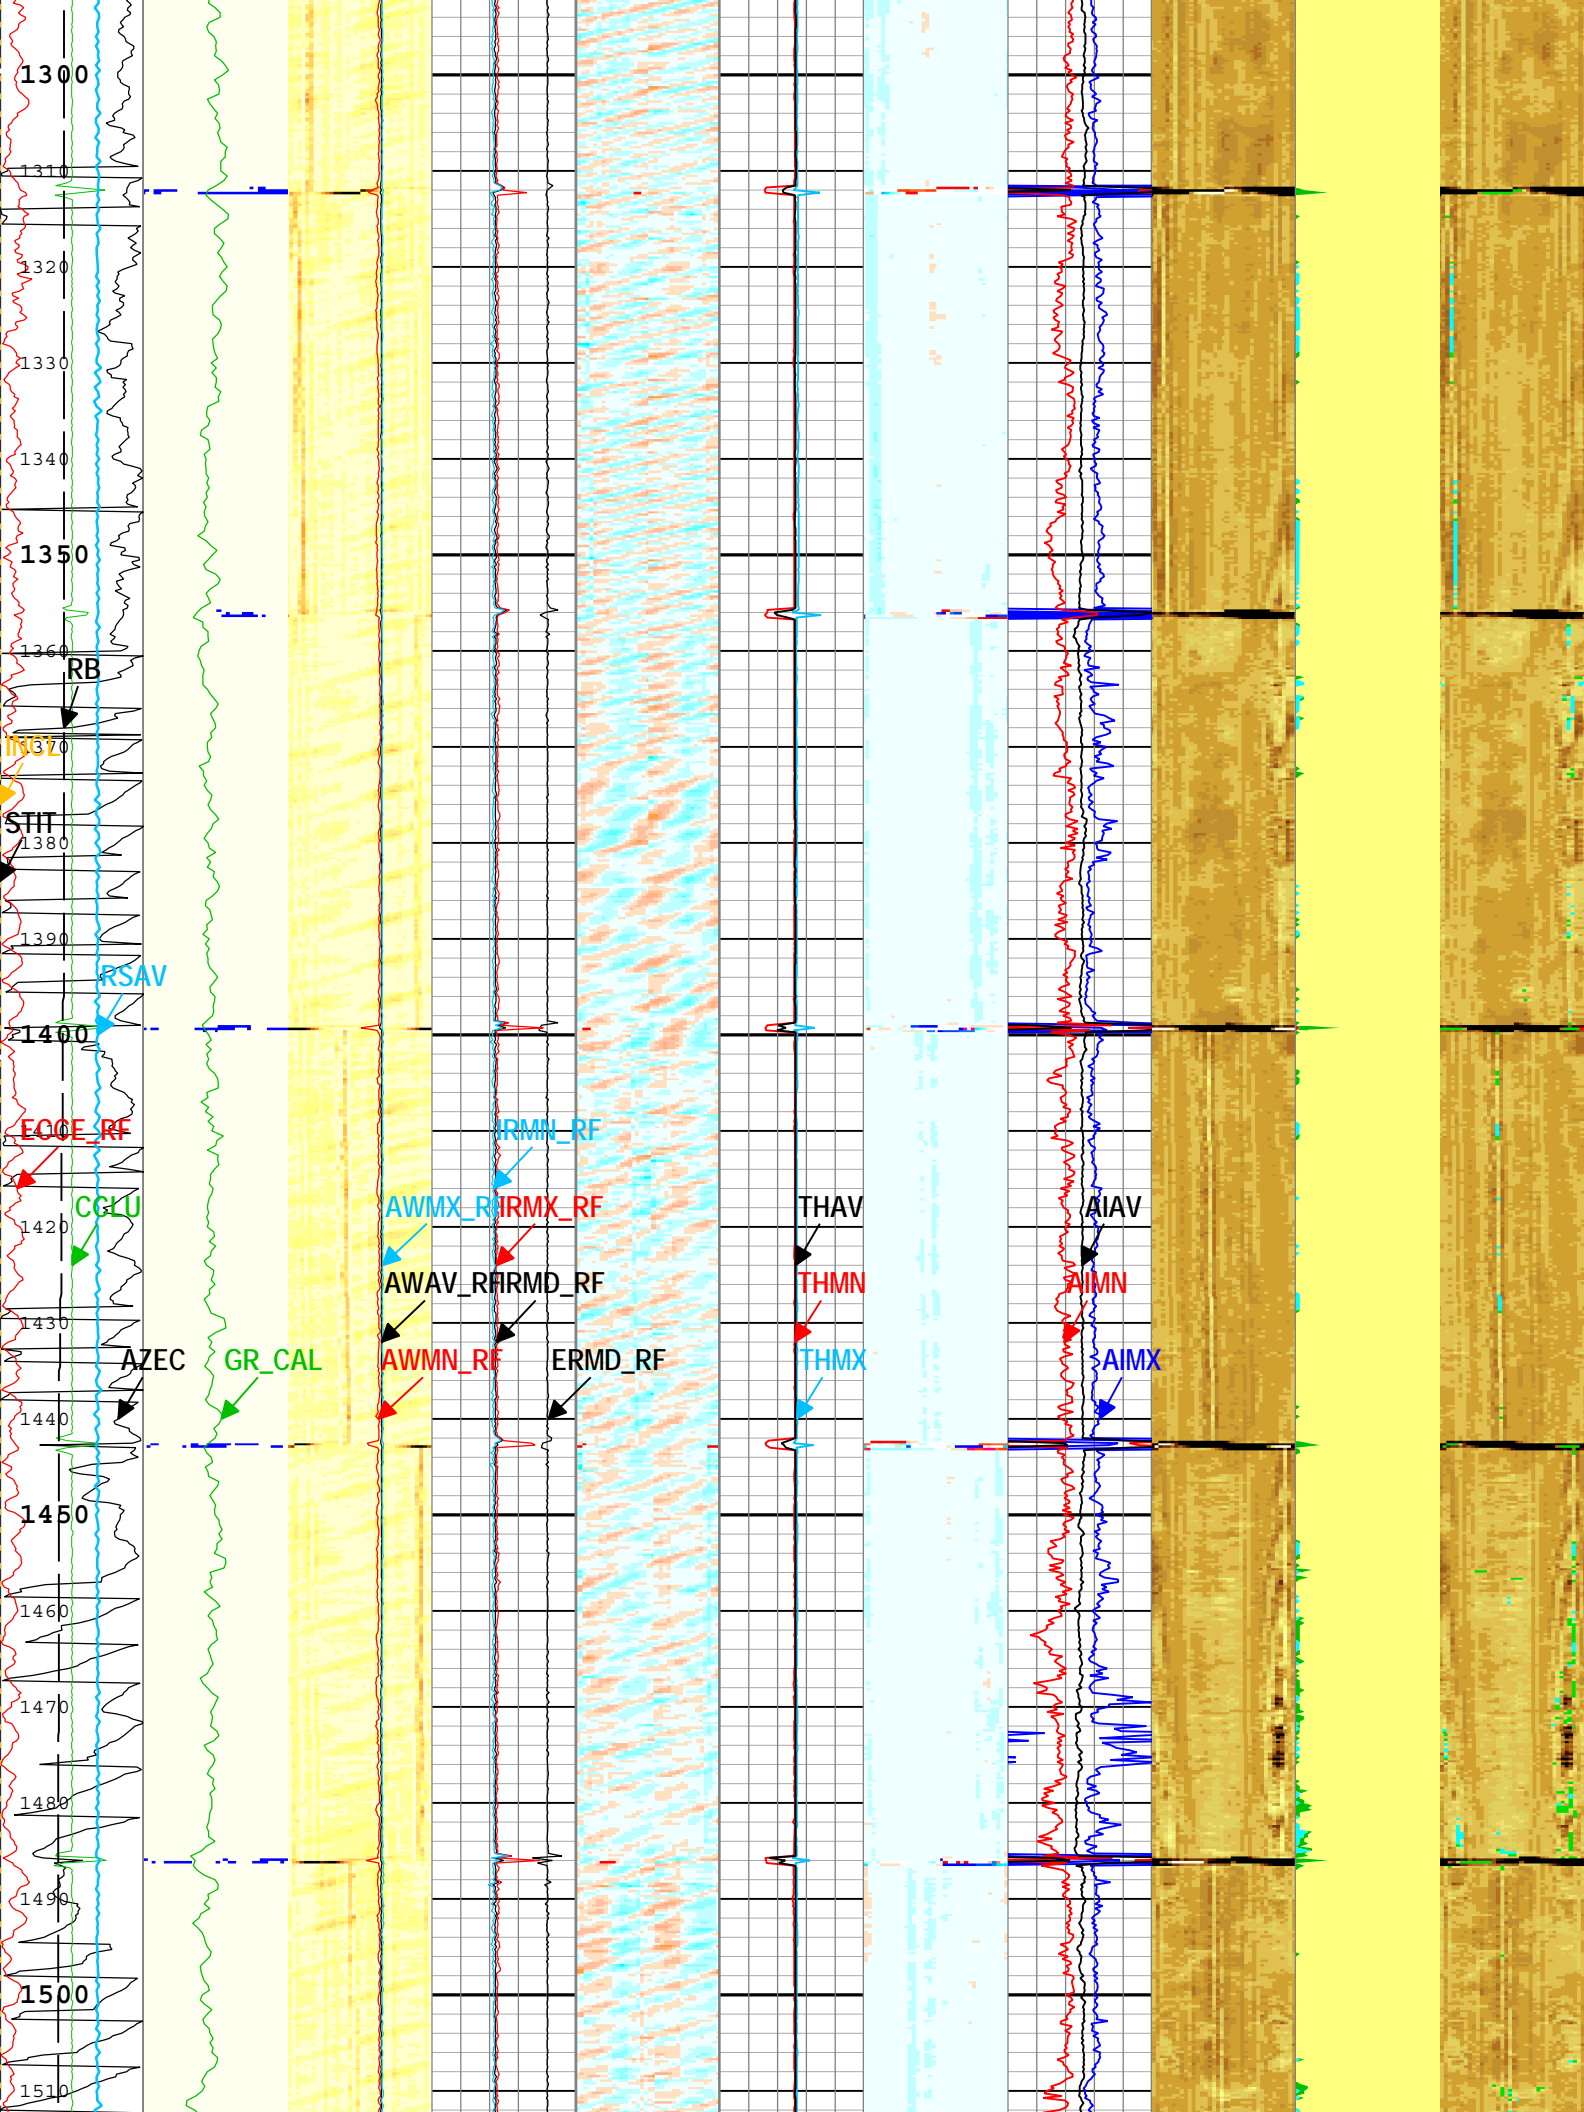 1300
1310
1320
1330
1340
1350
1360
RB
INCL
1370
STIT
1380
1390
RSAV
1400
ECCE_RF
1410
IRMN_RF
CCLU
AWMX_RF
IRMX_RF
THAV
AIAV
1420
AWAV_RF
IRMD_RF
THMN
AIMN
1430
AZEC
GR_CAL
AWMN_RF
ERMD_RF
THMX
AIMX
1440
1450
1460
1470
1480
1490
1500
1510